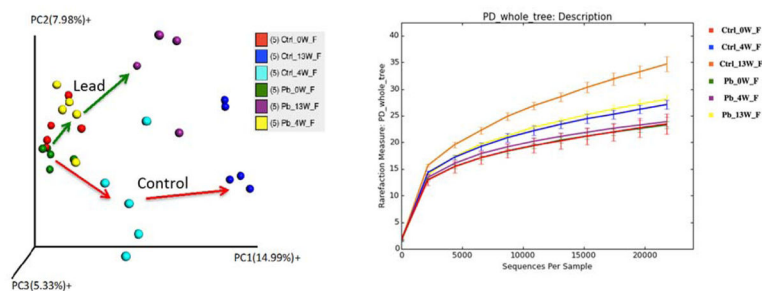 PC2(7.98%)+
(5) Ctrl_0W_F
(5) Ctrl_13W_F
(5) Ctrl_4W_F
(5) Pb_0W_F
(5) Pb_13W_F
(5) Pb_4W_F
Lead
Control
PC1(14.99%)+
PC3(5.33%)+
PD_whole_tree: Description
Rarefaction Measure: PD_whole_tree
40
35
30
25
20
15
10
5
0
0
5000
10000
15000
20000
Sequences Per Sample
Ctrl_0W_F
Ctrl_4W_F
Ctrl_13W_F
Pb_0W_F
Pb_4W_F
Pb_13W_F